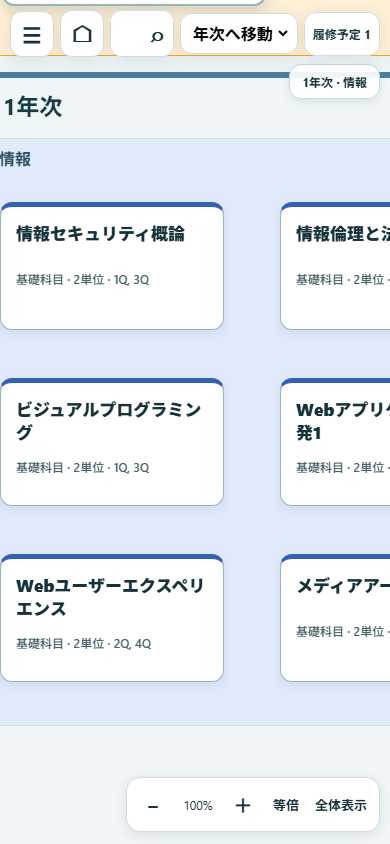 年次へ移動
履修予定 1
1年次 · 情報
1年次
情報
情報セキュリティ概論
基礎科目 · 2単位 · 1Q, 3Q
情報倫理と
基礎科目 · 2単位 ·
ビジュアルプログラミン
グ
基礎科目 · 2単位 · 1Q, 3Q
Webアプリ
発1
基礎科目 · 2単位 ·
Webユーザーエクスペリ
エンス
基礎科目 · 2単位 · 2Q, 4Q
メディアアー
基礎科目 · 2単位 ·
− 100% + 等倍 全体表示